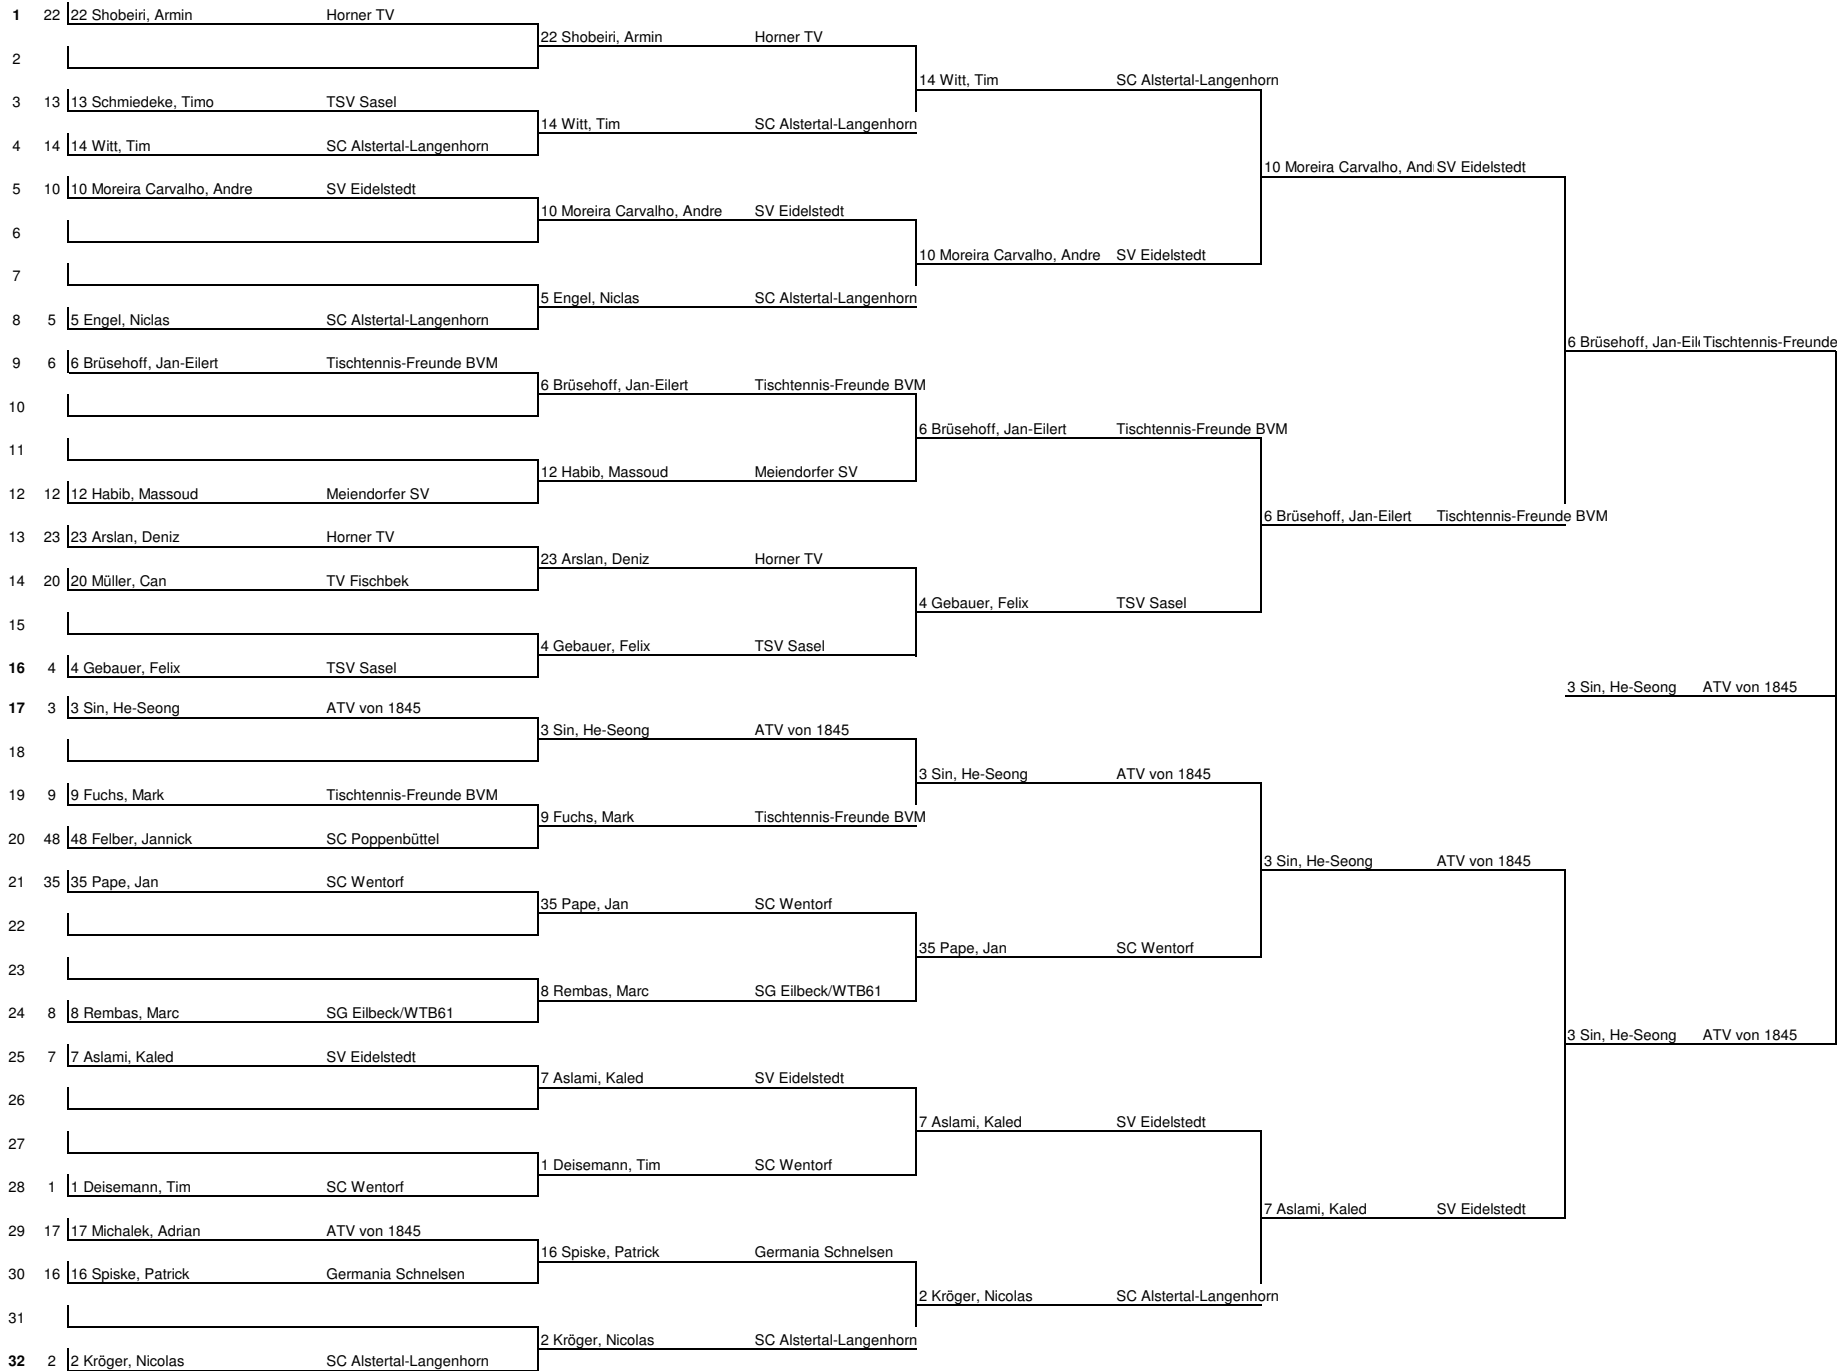 1 22 22 Shobeiri, Armin Horner TV
22 Shobeiri, Armin Horner TV
2
14 Witt, Tim SC Alstertal-Langenhorn
3 13 13 Schmiedeke, Timo TSV Sasel
14 Witt, Tim SC Alstertal-Langenhorn
4 14 14 Witt, Tim SC Alstertal-Langenhorn
10 Moreira Carvalho, And SV Eidelstedt
5 10 10 Moreira Carvalho, Andre SV Eidelstedt
10 Moreira Carvalho, Andre SV Eidelstedt
6
10 Moreira Carvalho, Andre SV Eidelstedt
7
5 Engel, Niclas SC Alstertal-Langenhorn
8 5 5 Engel, Niclas SC Alstertal-Langenhorn
6 Brüsehoff, Jan-Eil Tischtennis-Freunde
9 6 6 Brüsehoff, Jan-Eilert Tischtennis-Freunde BVM
6 Brüsehoff, Jan-Eilert Tischtennis-Freunde BVM
10
6 Brüsehoff, Jan-Eilert Tischtennis-Freunde BVM
11
12 Habib, Massoud Meiendorfer SV
12 12 12 Habib, Massoud Meiendorfer SV
6 Brüsehoff, Jan-Eilert Tischtennis-Freunde BVM
13 23 23 Arslan, Deniz Horner TV
23 Arslan, Deniz Horner TV
14 20 20 Müller, Can TV Fischbek
4 Gebauer, Felix TSV Sasel
15
4 Gebauer, Felix TSV Sasel
16 4 4 Gebauer, Felix TSV Sasel
3 Sin, He-Seong ATV von 1845
17 3 3 Sin, He-Seong ATV von 1845
3 Sin, He-Seong ATV von 1845
18
3 Sin, He-Seong ATV von 1845
19 9 9 Fuchs, Mark Tischtennis-Freunde BVM
9 Fuchs, Mark Tischtennis-Freunde BVM
20 48 48 Felber, Jannick SC Poppenbüttel
3 Sin, He-Seong ATV von 1845
21 35 35 Pape, Jan SC Wentorf
35 Pape, Jan SC Wentorf
22
35 Pape, Jan SC Wentorf
23
8 Rembas, Marc SG Eilbeck/WTB61
24 8 8 Rembas, Marc SG Eilbeck/WTB61
3 Sin, He-Seong ATV von 1845
25 7 7 Aslami, Kaled SV Eidelstedt
7 Aslami, Kaled SV Eidelstedt
26
7 Aslami, Kaled SV Eidelstedt
27
1 Deisemann, Tim SC Wentorf
28 1 1 Deisemann, Tim SC Wentorf
7 Aslami, Kaled SV Eidelstedt
29 17 17 Michalek, Adrian ATV von 1845
16 Spiske, Patrick Germania Schnelsen
30 16 16 Spiske, Patrick Germania Schnelsen
2 Kröger, Nicolas SC Alstertal-Langenhorn
31
2 Kröger, Nicolas SC Alstertal-Langenhorn
32 2 2 Kröger, Nicolas SC Alstertal-Langenhorn